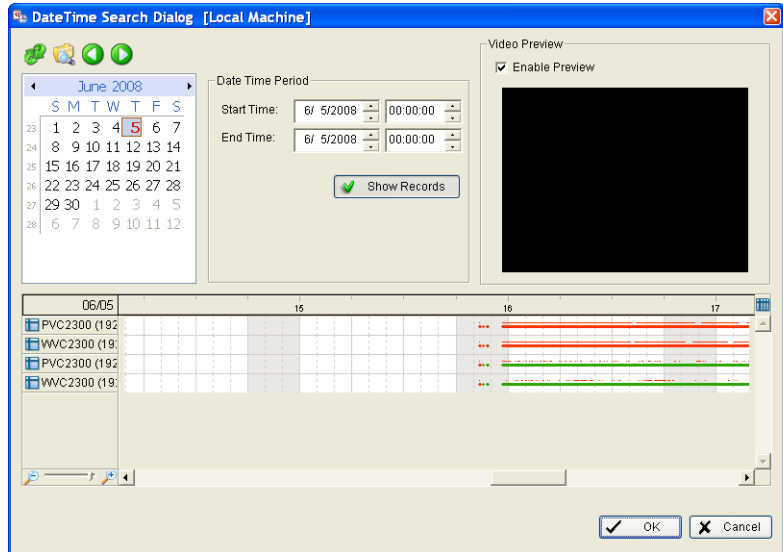 DateTime Search Dialog [Local Machine]
Video Preview
Enable Preview
June 2008
S M T W T F S
23 1 2 3 4 5 6 7
24 8 9 10 11 12 13 14
25 15 16 17 18 19 20 21
26 22 23 24 25 26 27 28
27 29 30 1 2 3 4 5
28 6 7 8 9 10 11 12
Date Time Period
Start Time: 6/ 5/2008 00:00:00
End Time: 6/ 5/2008 00:00:00
Show Records
06/05 15 16 17
PVC2300 (192
WVC2300 (19:
PVC2300 (192
WVC2300 (19:
OK Cancel